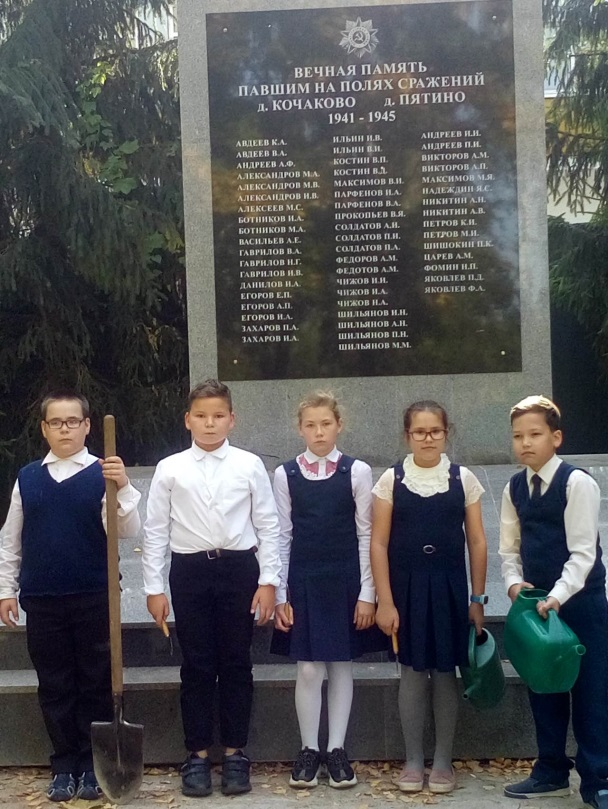 ВЕЧНАЯ ПАМЯТЬ
ПАВШИМ НА ПОЛЯХ СРАЖЕНИЙ
д. КОЧАКОВО д. ПЯТИНО
1941 - 1945
АВДЕЕВ К.А.
АВДЕЕВ В.А.
АНДРЕЕВ А.Ф.
АЛЕКСАНДРОВ М.А.
АЛЕКСАНДРОВ М.В.
АЛЕКСАНДРОВ Н.В.
АЛЕКСЕЕВ М.С.
БОТНИКОВ И.А.
БОТНИКОВ М.А.
ВАСИЛЬЕВ А.Е.
ГАВРИЛОВ В.А.
ГАВРИЛОВ Н.Г.
ГАВРИЛОВ И.В.
ДАНИЛОВ П.А.
ЕГОРОВ Е.П.
ЕГОРОВ А.П.
ЕГОРОВ И.А.
ЗАХАРОВ П.А.
ЗАХАРОВ И.А.
ИЛЬИН И.В.
ИЛЬИН В.И.
КОСТИН В.П.
КОСТИН В.Д.
МАКСИМОВ В.И.
ПАРФЕНОВ И.А.
ПАРФЕНОВ В.А.
ПРОКОПЬЕВ В.Я.
СОЛДАТОВ А.И.
СОЛДАТОВ П.И.
СОЛДАТОВ П.А.
ФЕДОРОВ А.М.
ФЕДОТОВ А.М.
ЧИЖОВ И.И.
ЧИЖОВ И.А.
ЧИЖОВ Н.А.
ШИЛЬЯНОВ И.Н.
ШИЛЬЯНОВ А.Н.
ШИЛЬЯНОВ П.Н.
ШИЛЬЯНОВ М.М.
АНДРЕЕВ И.И.
АНДРЕЕВ П.И.
ВИКТОРОВ А.М.
ВИКТОРОВ А.П.
МАКСИМОВ М.Я.
НАДЕЖДИН Я.С.
НИКИТИН А.Н.
НИКИТИН А.В.
ПЕТРОВ К.И.
ПЕТРОВ М.И.
ШИШОКИН П.К.
ЦАРЕВ А.М.
ФОМИН И.П.
ЯКОВЛЕВ П.Д.
ЯКОВЛЕВ Ф.А.